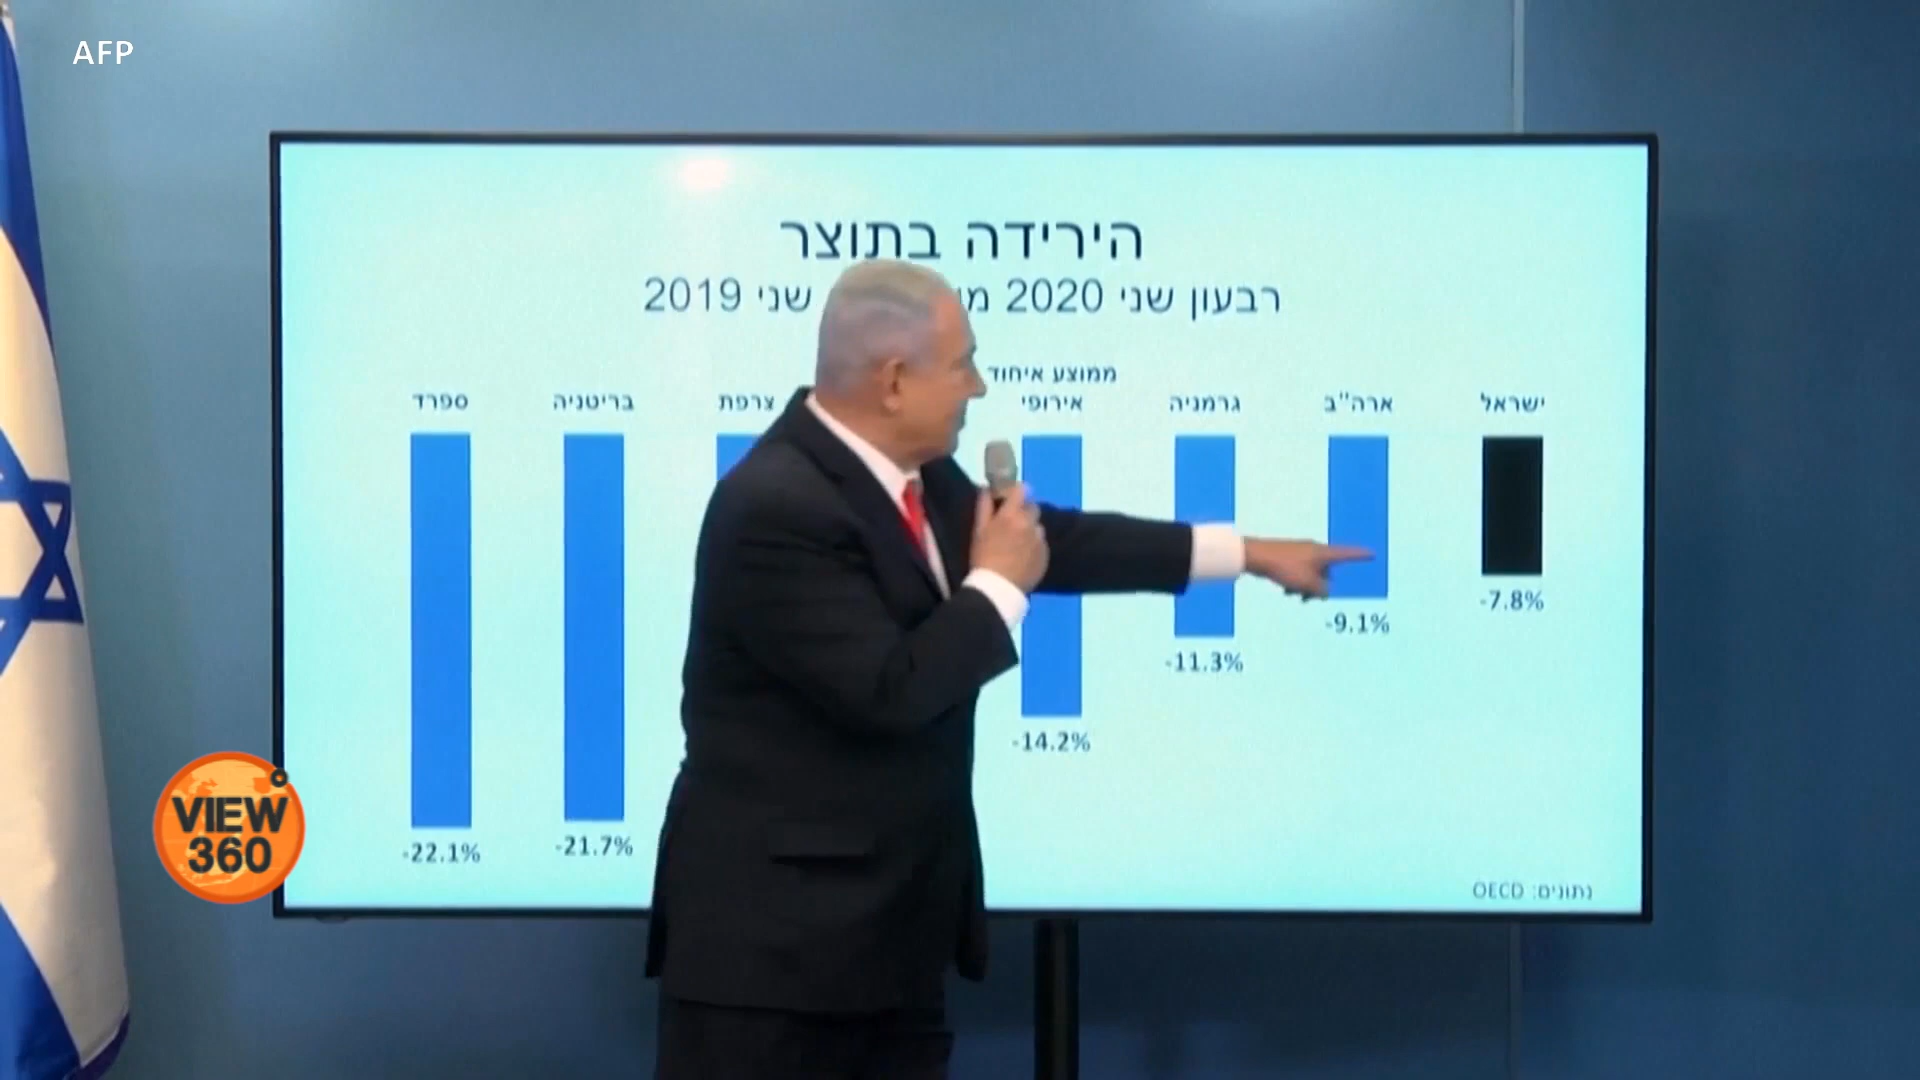 AFP
הירידה בתוצר
רבעון שני 2020 שני 2019
ישראל
ארה"ב
גרמניה
ממוצע איחוד
אירופי
צרפת
בריטניה
ספרד
-7.8%
-9.1%
-11.3%
-14.2%
-21.7%
-22.1%
נתונים: OECD
VIEW
360°